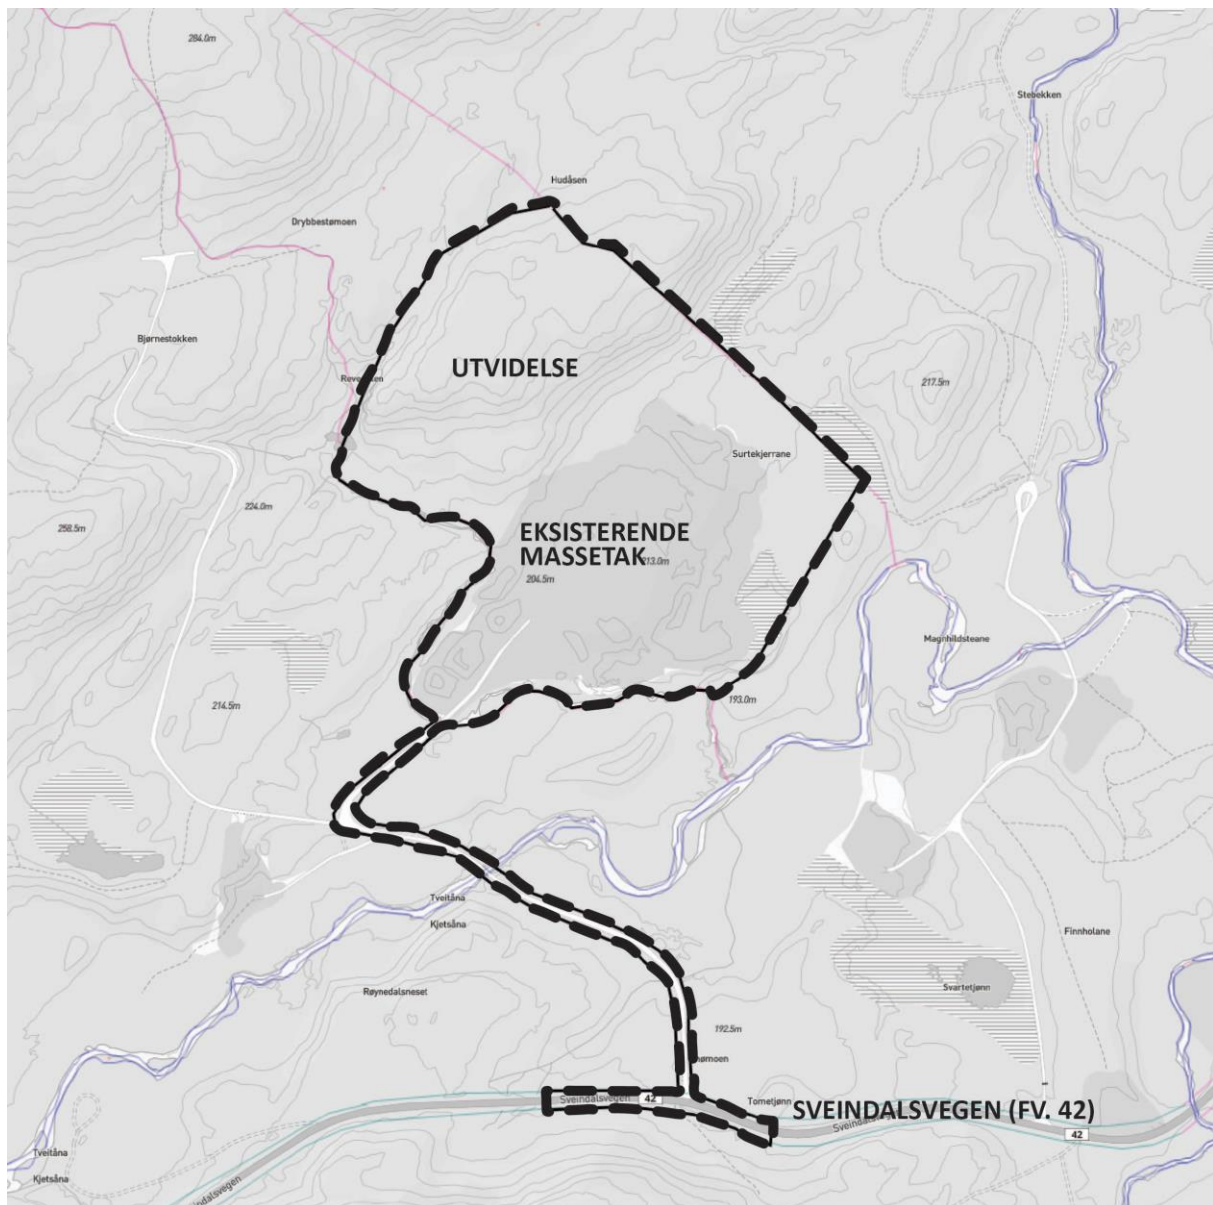 284.0m
Stebekken
Hudåsen
Drybbestømoen
Bjørnestokken
UTVIDELSE
217.5m
Surtekjerrane
224.0m
258.5m
EKSISTERENDE
MASSETAK
213.0m
204.5m
Magnhildsteane
214.5m
193.0m
Tveitåna
Kjetsåna
Finnholane
Røynedalsneset
Svartetjønn
192.5m
Sveindalsvegen
42
Tometjønn
SVEINDALSVEGEN (FV. 42)
42
Tveitåna
Kjetsåna